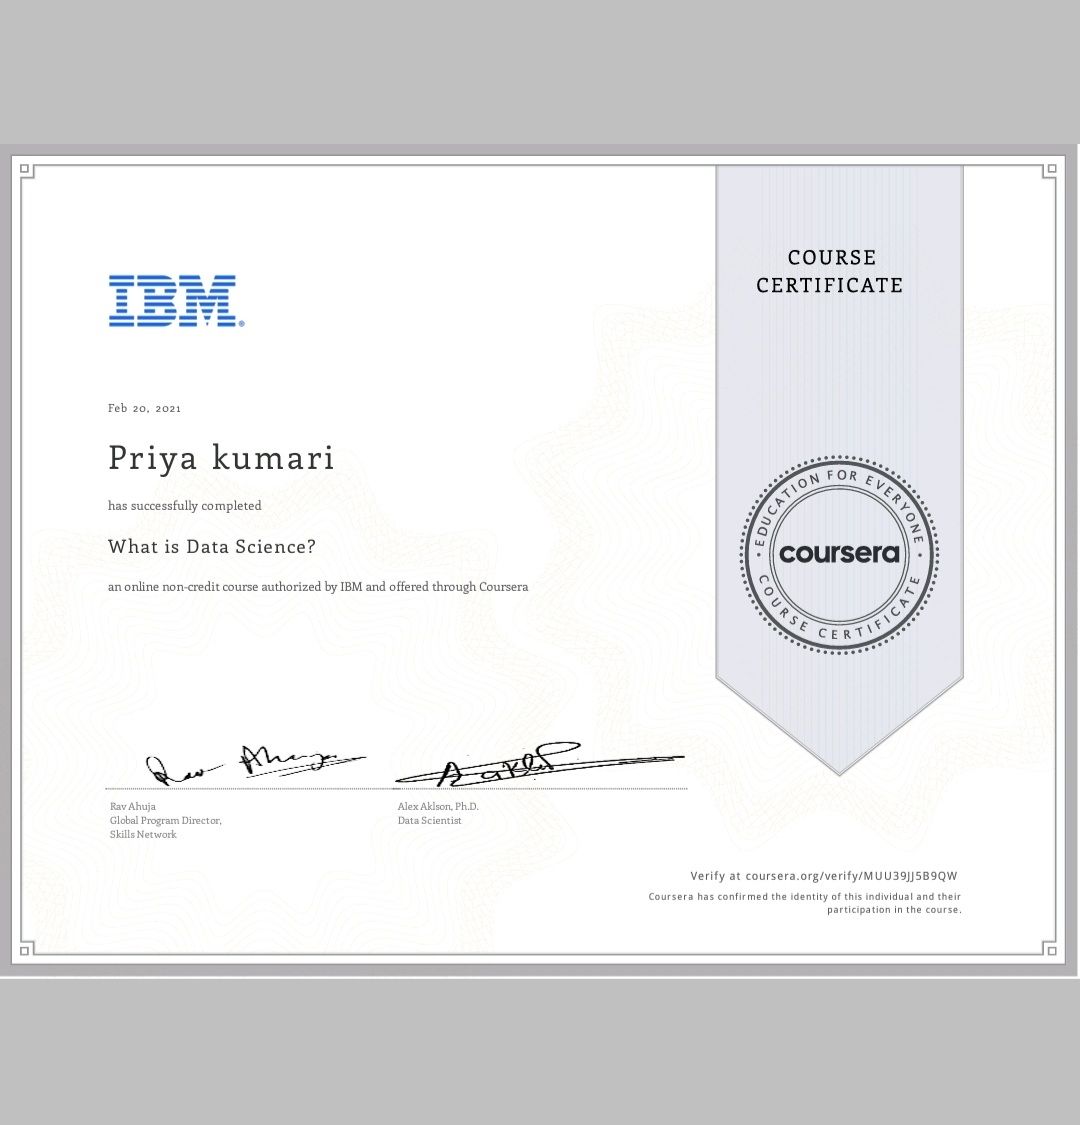 COURSE
CERTIFICATE
IBM®
Feb 20, 2021
Priya kumari
has successfully completed
What is Data Science?
an online non-credit course authorized by IBM and offered through Coursera
EDUCATION FOR EVERYONE
coursera
COURSE CERTIFICATE
Rav Ahuja
Rav Ahuja
Global Program Director,
Skills Network
Alex Aklson, Ph.D.
Data Scientist
Verify at coursera.org/verify/MUU39JJ5B9QW
Coursera has confirmed the identity of this individual and their
participation in the course.